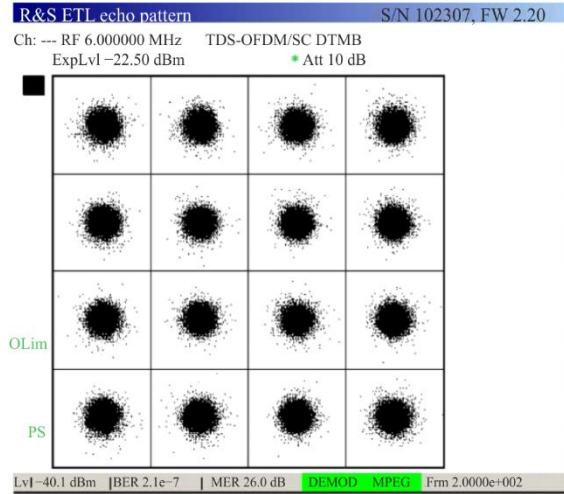 R&S ETL echo pattern S/N 102307, FW 2.20
Ch: --- RF 6.000000 MHz TDS-OFDM/SC DTMB
ExpLvl −22.50 dBm * Att 10 dB
OLim
PS
Lvl −40.1 dBm |BER 2.1e−7 | MER 26.0 dB DEMOD MPEG Frm 2.0000e+002